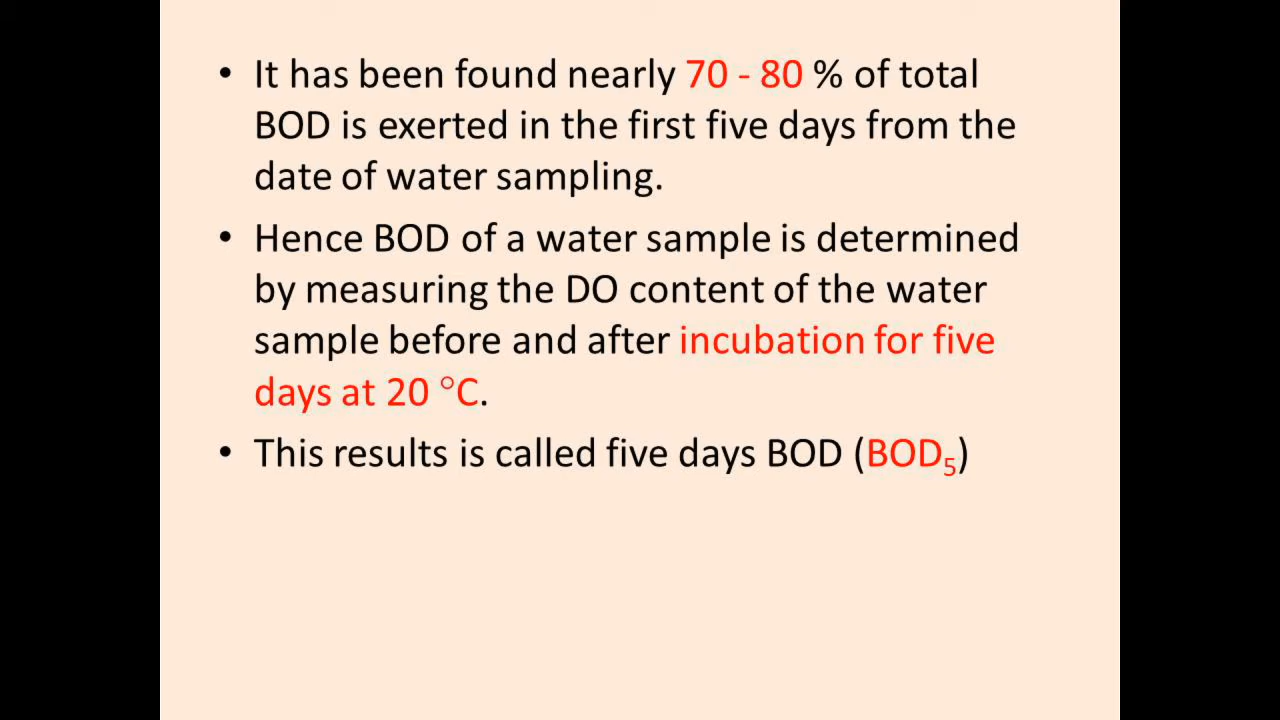 • It has been found nearly 70 - 80 % of total
BOD is exerted in the first five days from the
date of water sampling.
• Hence BOD of a water sample is determined
by measuring the DO content of the water
sample before and after incubation for five
days at 20 °C.
• This results is called five days BOD (BOD₅)